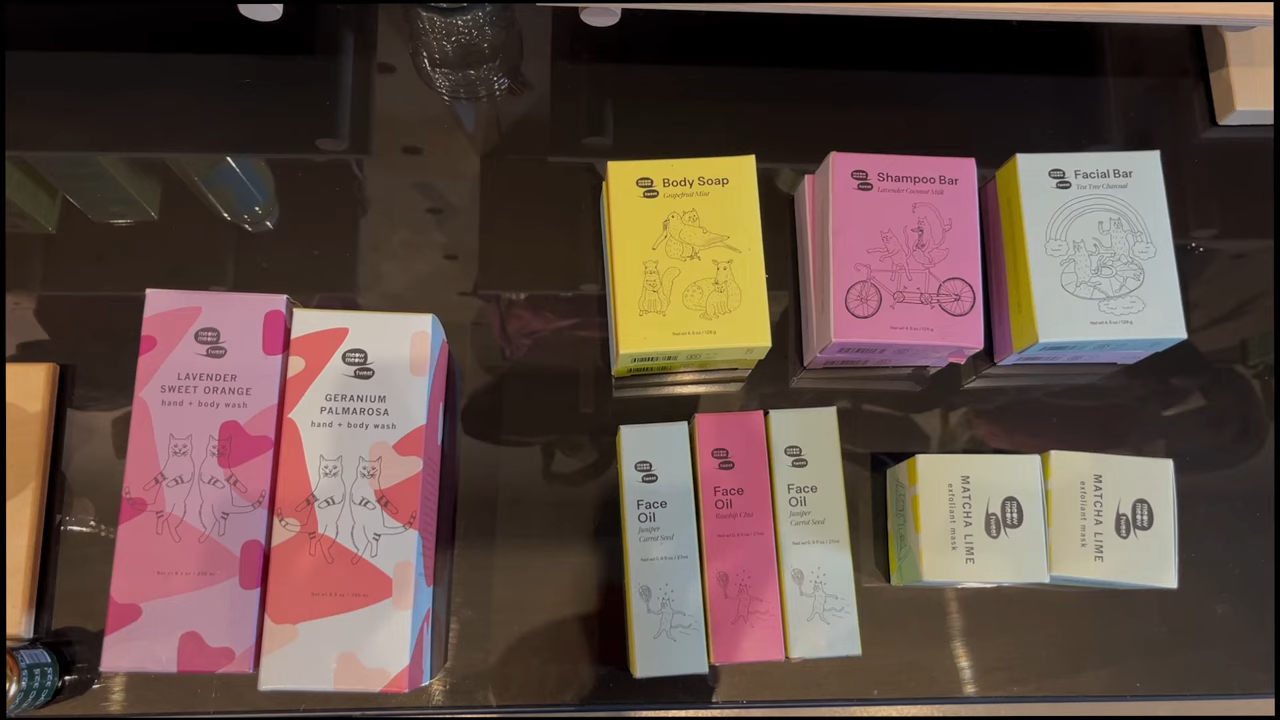 meow
meow
tweet
LAVENDER
SWEET ORANGE
hand + body wash
meow
meow
tweet
GERANIUM
PALMAROSA
hand + body wash
meow
meow
tweet
Body Soap
Grapefruit Mint
meow
meow
tweet
Shampoo Bar
Lavender Coconut Milk
meow
meow
tweet
Facial Bar
Tea Tree Charcoal
meow
meow
tweet
Face
Oil
Juniper
Carrot Seed
meow
meow
tweet
Face
Oil
Rosehip Chia
meow
meow
tweet
Face
Oil
Juniper
Carrot Seed
meow
meow
tweet
MATCHA LIME
exfoliant mask
meow
meow
tweet
MATCHA LIME
exfoliant mask